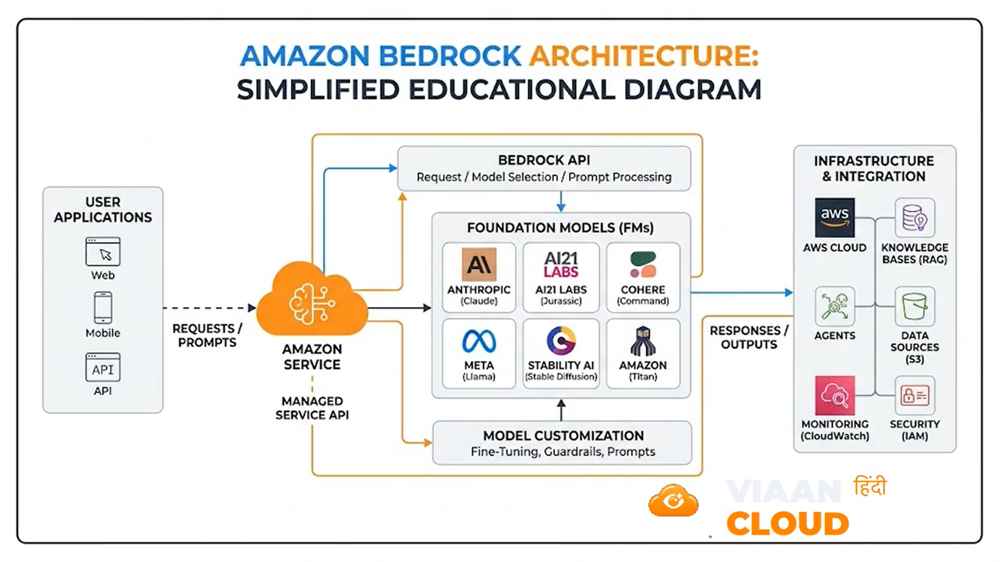 AMAZON BEDROCK ARCHITECTURE:
SIMPLIFIED EDUCATIONAL DIAGRAM
USER
APPLICATIONS
Web
Mobile
API
API
REQUESTS /
PROMPTS
AMAZON
SERVICE
MANAGED
SERVICE API
BEDROCK API
Request / Model Selection / Prompt Processing
FOUNDATION MODELS (FMs)
A\
ANTHROPIC
(Claude)
AI21
LABS
AI21 LABS
(Jurassic)
COHERE
(Command)
META
(Llama)
STABILITY AI
(Stable Diffusion)
AMAZON
(Titan)
MODEL CUSTOMIZATION
Fine-Tuning, Guardrails, Prompts
RESPONSES /
OUTPUTS
INFRASTRUCTURE
& INTEGRATION
aws
AWS CLOUD
KNOWLEDGE
BASES (RAG)
AGENTS
DATA
SOURCES
(S3)
MONITORING
(CloudWatch)
SECURITY
(IAM)
VIAAN हिंदी
CLOUD